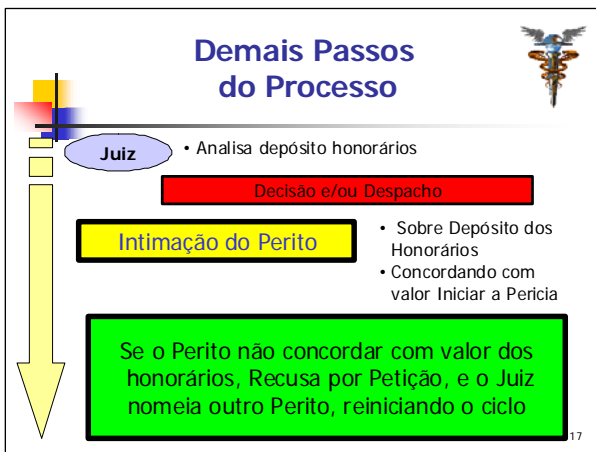 Demais Passos
do Processo
Juiz
• Analisa depósito honorários
Decisão e/ou Despacho
Intimação do Perito
• Sobre Depósito dos
Honorários
• Concordando com
valor Iniciar a Pericia
Se o Perito não concordar com valor dos
honorários, Recusa por Petição, e o Juiz
nomeia outro Perito, reiniciando o ciclo
17